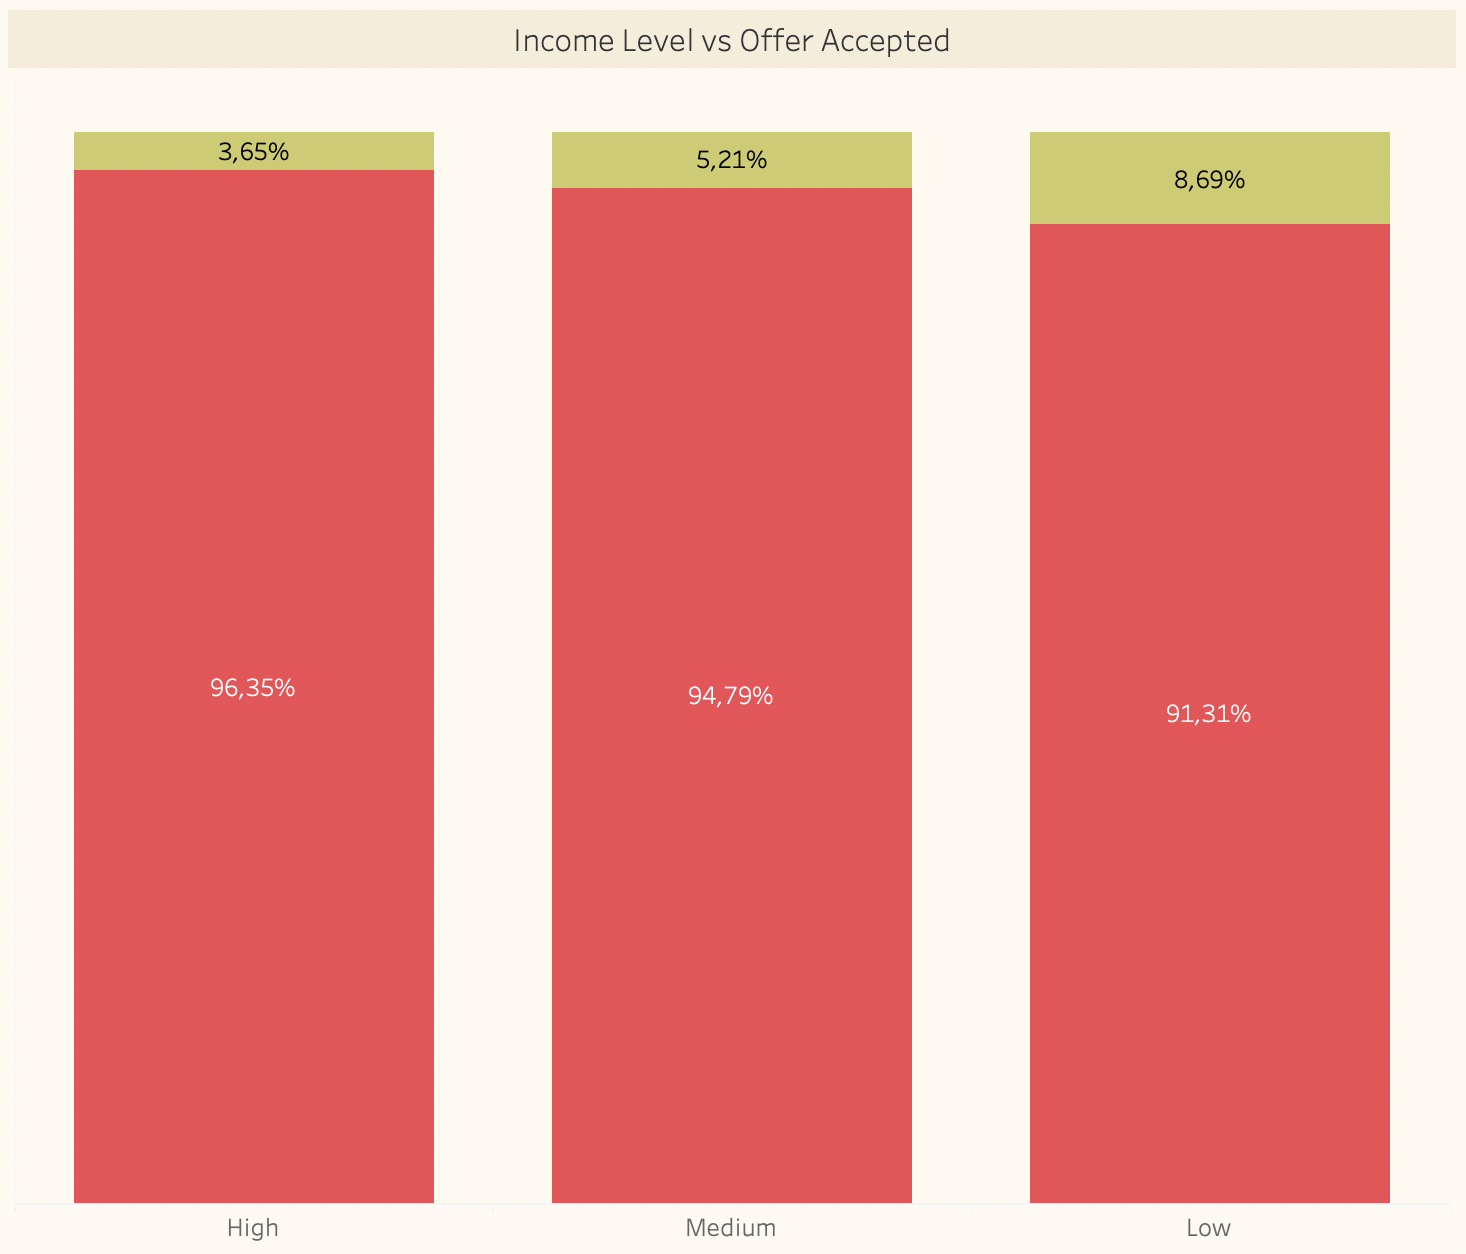 Income Level vs Offer Accepted
3,65%
5,21%
8,69%
96,35%
94,79%
91,31%
High
Medium
Low